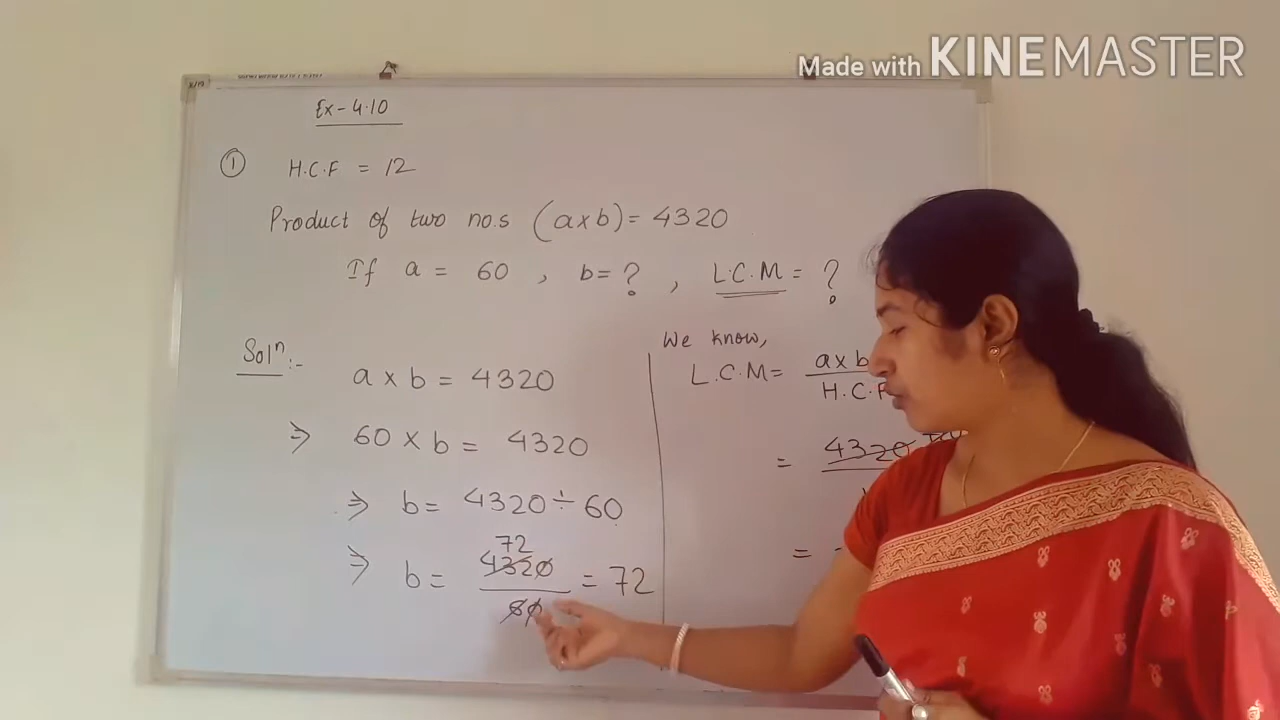 Made with KINEMASTER
Ex-4.10
① H.C.F = 12
Product of two no.s (a×b) = 4320
If a = 60 , b = ? , L.C.M = ?
Solⁿ:-
a × b = 4320
⇒ 60 × b = 4320
⇒ b = 4320 ÷ 60
72
⇒ b = 4320/60 = 72
We know,
L.C.M = a×b / H.C.F
= 4320
=